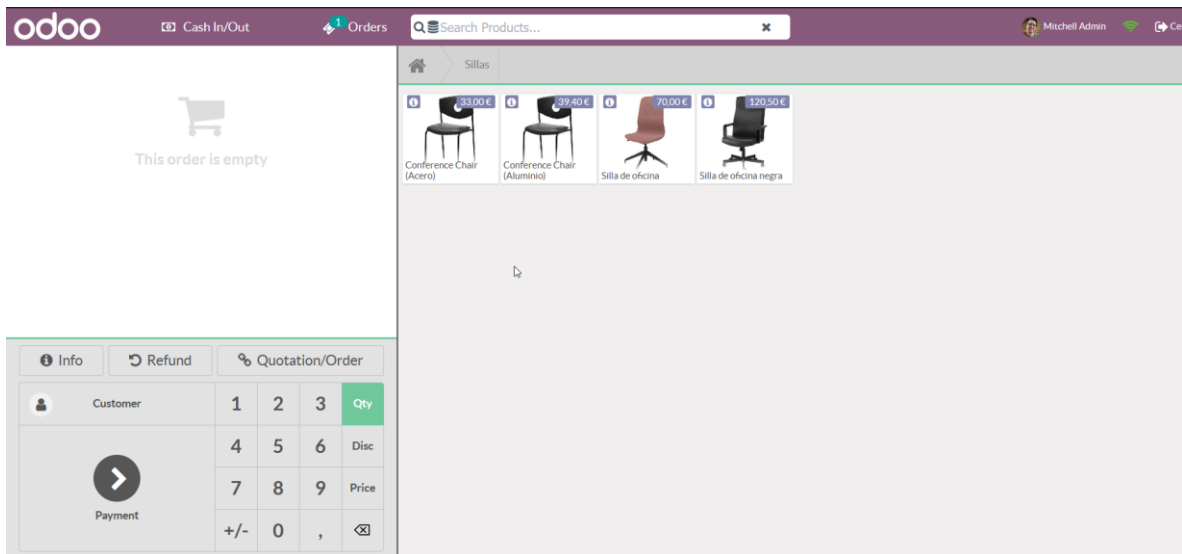 odoo
Cash In/Out
1 Orders
Search Products...
Mitchell Admin
Ce
This order is empty
Sillas
33,00 €
39,40 €
70,00 €
120,50 €
Conference Chair
(Acero)
Conference Chair
(Aluminio)
Silla de oficina
Silla de oficina negra
Info
Refund
Quotation/Order
Customer
1 2 3 Qty
4 5 6 Disc
7 8 9 Price
+/- 0 ,
Payment